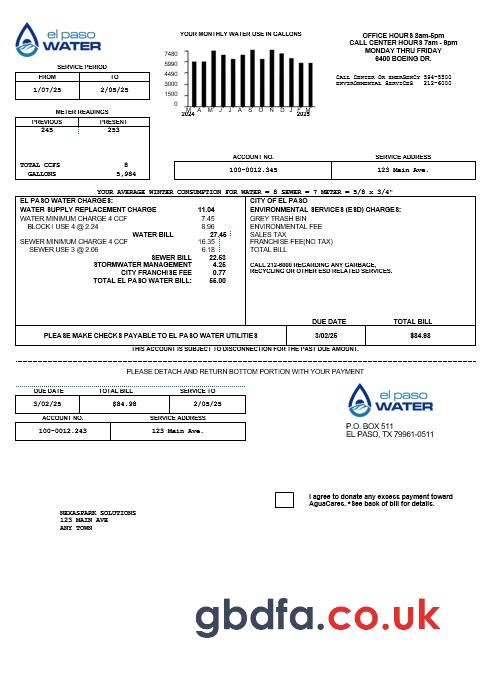 el paso
WATER
YOUR MONTHLY WATER USE IN GALLONS
7480
5990
4490
3000
1500
0
M A M J J A S O N D J F M
2024 2025
OFFICE HOURS 8am-5pm
CALL CENTER HOURS 7am - 8pm
MONDAY THRU FRIDAY
6400 BOEING DR.
CALL CENTER OR EMERGENCY 594-5500
ENVIRONMENTAL SERVICES 212-6000
SERVICE PERIOD
FROM TO
1/07/25 2/05/25
METER READINGS
PREVIOUS PRESENT
245 253
TOTAL CCFS 8
GALLONS 5,984
ACCOUNT NO. SERVICE ADDRESS
100-0012.345 123 Main Ave.
YOUR AVERAGE WINTER CONSUMPTION FOR WATER = 8 SEWER = 7 METER = 5/8 x 3/4"
EL PASO WATER CHARGES:
WATER SUPPLY REPLACEMENT CHARGE 11.04
WATER MINIMUM CHARGE 4 CCF 7.45
BLOCK I USE 4 @ 2.24 8.96
WATER BILL 27.45
SEWER MINIMUM CHARGE 4 CCF 16.35
SEWER USE 3 @ 2.06 6.18
SEWER BILL 22.53
STORMWATER MANAGEMENT 4.25
CITY FRANCHISE FEE 0.77
TOTAL EL PASO WATER BILL: 55.00
CITY OF EL PASO
ENVIRONMENTAL SERVICES (ESD) CHARGES:
GREY TRASH BIN
ENVIRONMENTAL FEE
SALES TAX
FRANCHISE FEE(NO TAX)
TOTAL BILL
CALL 212-6000 REGARDING ANY GARBAGE,
RECYCLING OR OTHER ESD RELATED SERVICES.
DUE DATE TOTAL BILL
PLEASE MAKE CHECKS PAYABLE TO EL PASO WATER UTILITIES 3/02/25 $84.98
THIS ACCOUNT IS SUBJECT TO DISCONNECTION FOR THE PAST DUE AMOUNT.
PLEASE DETACH AND RETURN BOTTOM PORTION WITH YOUR PAYMENT
DUE DATE TOTAL BILL SERVICE TO
3/02/25 $84.98 2/05/25
ACCOUNT NO. SERVICE ADDRESS
100-0012.243 123 Main Ave.
el paso
WATER
P.O. BOX 511
EL PASO, TX 79961-0511
I agree to donate any excess payment toward
AguaCares. *See back of bill for details.
NEXASPARK SOLUTIONS
123 MAIN AVE
ANY TOWN
gbdfa.co.uk